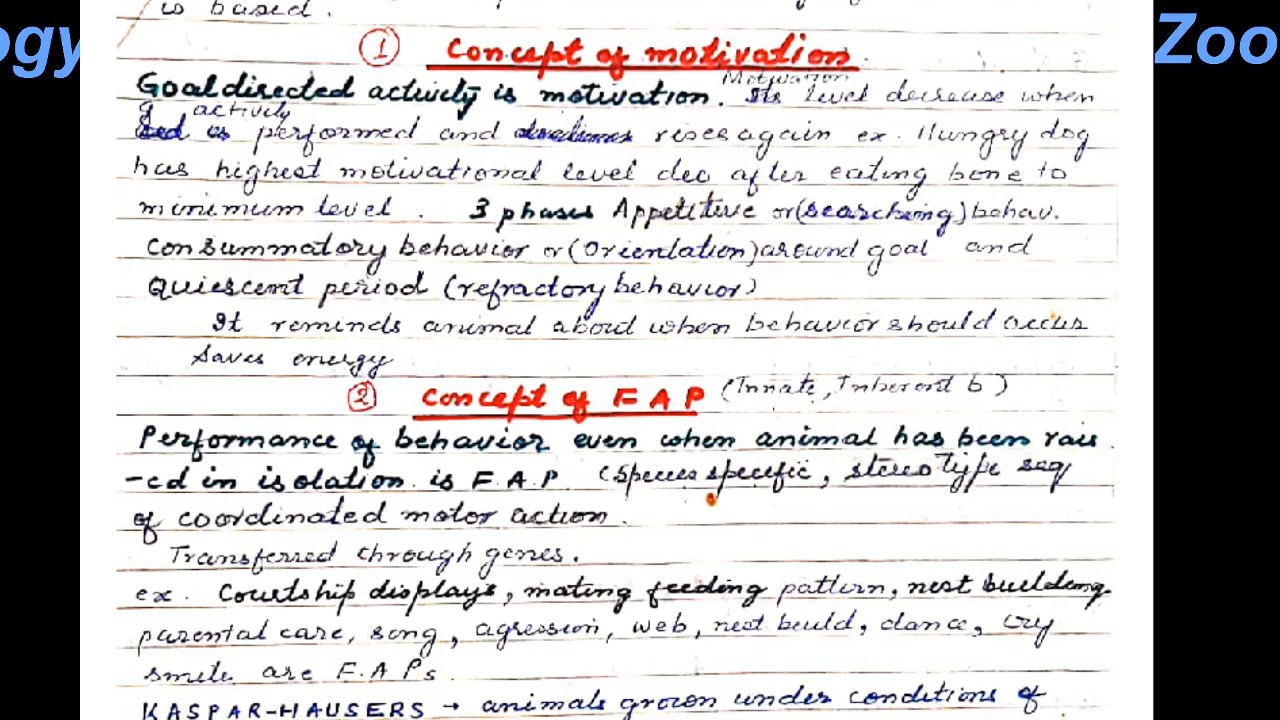 ogy
Zoo
is based.
① Concept of motivation
Motivation
Goal directed activity is motivation. Its level decrease when
g activity
performed and rises again ex. Hungry dog
has highest motivational level dec after eating bone to
minimum level. 3 phases Appetitive or (searcheing) behav.
Consummatory behavior or (Orientation) around goal and
Quiescent period (refractory behavior)
It reminds animal about when behavior should occur
Saves energy
② Concept of F A P (Innate, Inherent b)
Performance of behavior even when animal has been rais
-ed in isolation is F.A.P (Species specific, stereotype seq
of coordinated motor action.
Transferred through genes.
ex. Courtship displays, mating feeding pattern, nest building.
parental care, song, agression, web, nest build, dance, cry
smile are F.A.Ps
KASPAR-HAUSERS → animals grown under conditions of